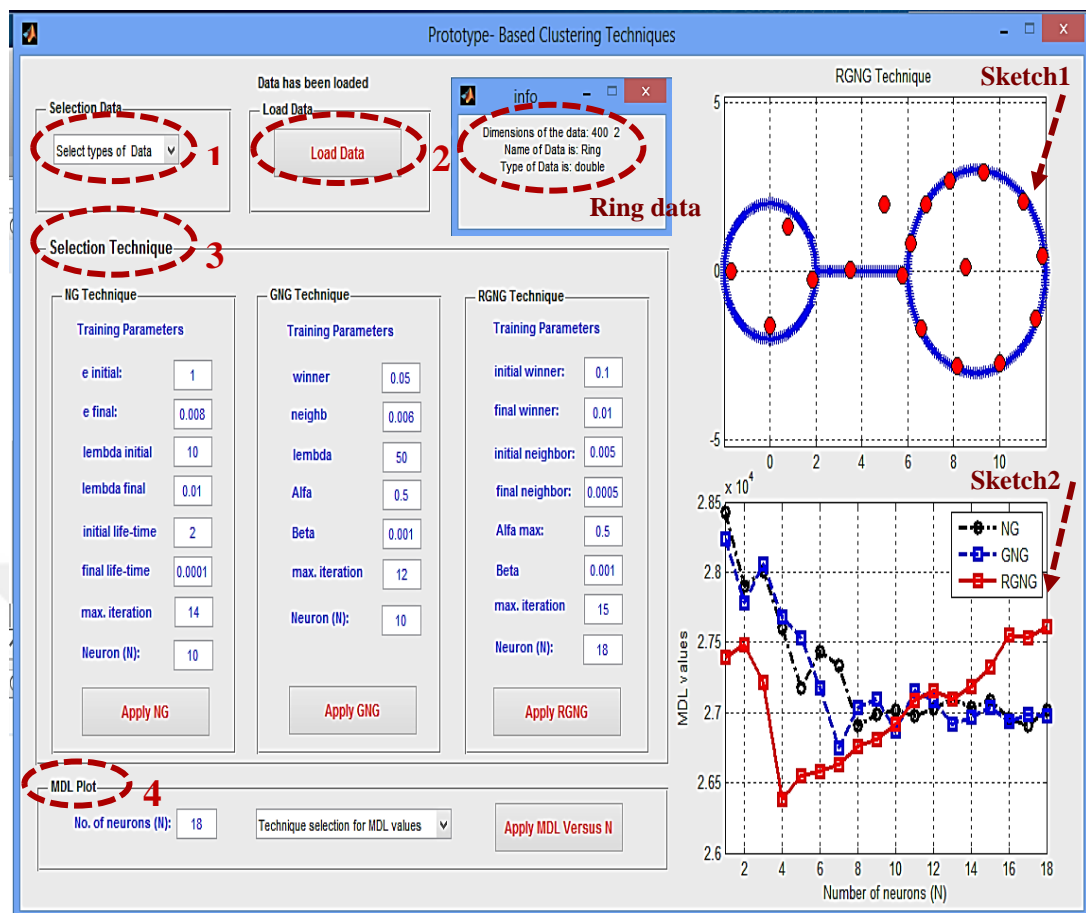 Prototype- Based Clustering Techniques
Data has been loaded
Selection Data
Select types of Data
1
Load Data
Load Data
2
info
Dimensions of the data: 400 2
Name of Data is: Ring
Type of Data is: double
Ring data
Selection Technique
3
NG Technique
Training Parameters
e initial: 1
e final: 0.008
lembda initial 10
lembda final 0.01
initial life-time 2
final life-time 0.0001
max. iteration 14
Neuron (N): 10
Apply NG
GNG Technique
Training Parameters
winner 0.05
neighb 0.006
lembda 50
Alfa 0.5
Beta 0.001
max. iteration 12
Neuron (N): 10
Apply GNG
RGNG Technique
Training Parameters
initial winner: 0.1
final winner: 0.01
initial neighbor: 0.005
final neighbor: 0.0005
Alfa max: 0.5
Beta 0.001
max. iteration 15
Neuron (N): 18
Apply RGNG
MDL Plot
4
No. of neurons (N): 18
Technique selection for MDL values
Apply MDL Versus N
RGNG Technique
Sketch1
5
0
-5
0 2 4 6 8 10
Sketch2
x 10^4
2.85
2.8
2.75
2.7
2.65
2.6
MDL values
NG
GNG
RGNG
2 4 6 8 10 12 14 16 18
Number of neurons (N)